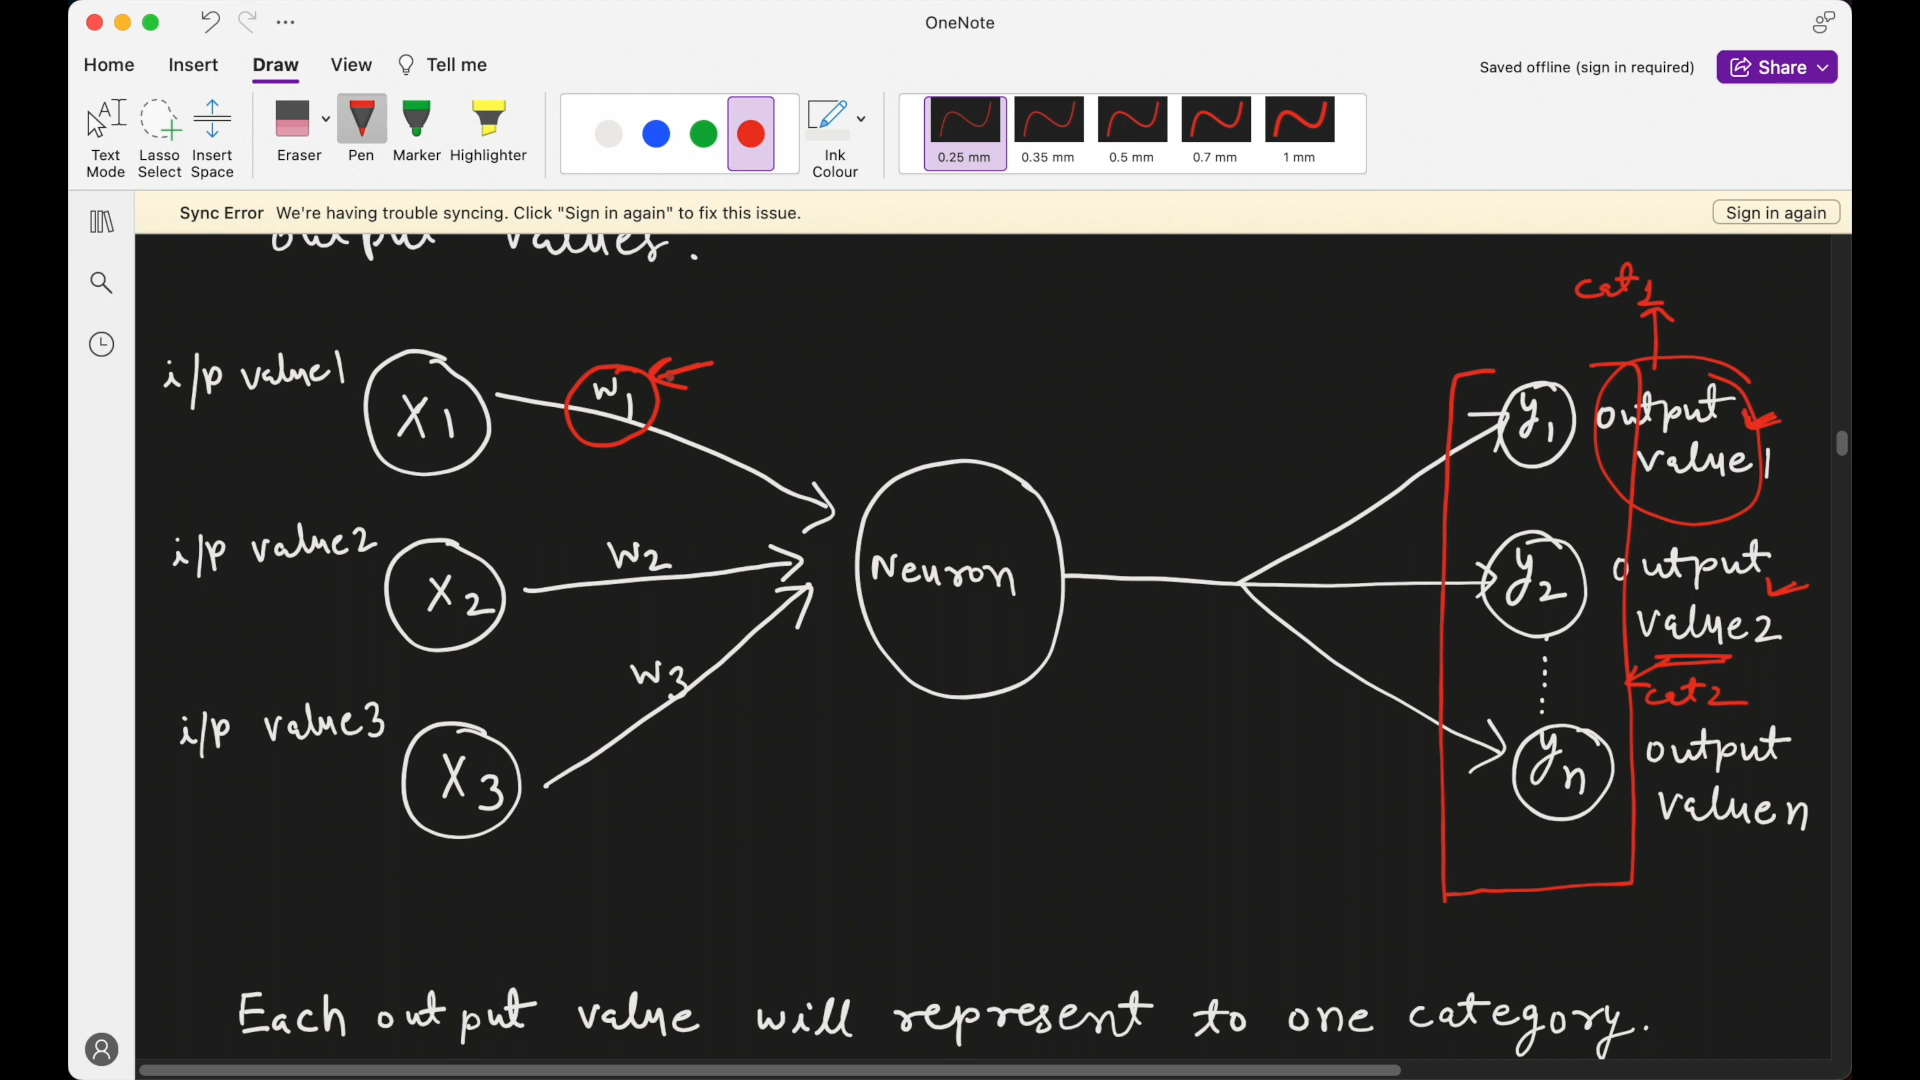 OneNote
Home Insert Draw View Tell me
Saved offline (sign in required) Share
Text Mode
Lasso Select
Insert Space
Eraser
Pen
Marker
Highlighter
Ink Colour
0.25 mm 0.35 mm 0.5 mm 0.7 mm 1 mm
Sync Error We're having trouble syncing. Click "Sign in again" to fix this issue. Sign in again
output values.
cat1
i/p value1 X1 w1 y1 output value1
i/p value2 X2 w2 Neuron y2 output value2
cat2
i/p value3 X3 w3 yn output value n
Each output value will represent to one category.